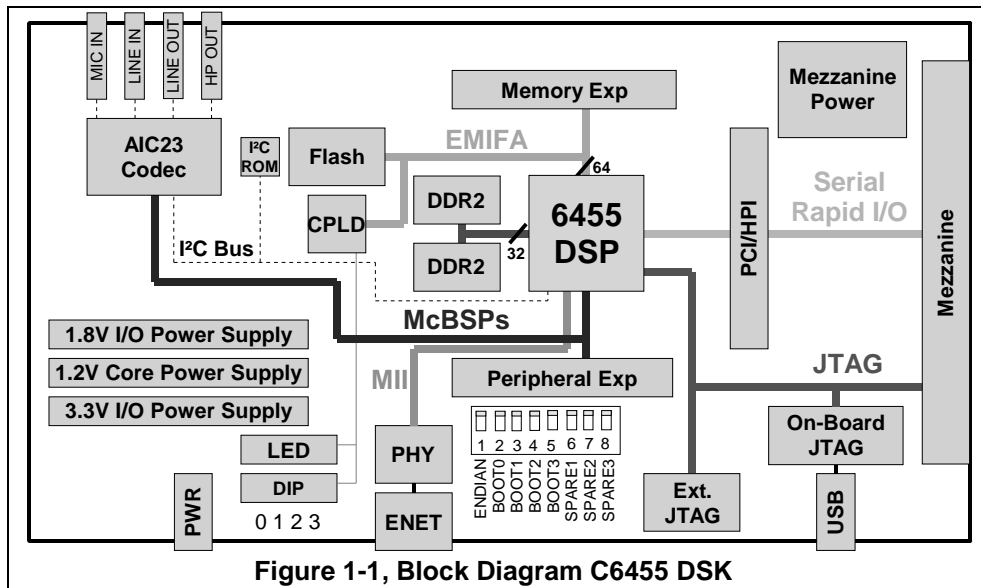 MIC IN
LINE IN
LINE OUT
HP OUT
AIC23
Codec
I²C
ROM
Flash
CPLD
EMIFA
Memory Exp
64
DDR2
DDR2
32
6455
DSP
I²C Bus
McBSPs
MII
Mezzanine
Power
PCI/HPI
Serial
Rapid I/O
Mezzanine
JTAG
1.8V I/O Power Supply
1.2V Core Power Supply
3.3V I/O Power Supply
Peripheral Exp
1 2 3 4 5 6 7 8
ENDIAN
BOOT0
BOOT1
BOOT2
BOOT3
SPARE1
SPARE2
SPARE3
LED
DIP
0 1 2 3
PWR
PHY
ENET
Ext.
JTAG
On-Board
JTAG
USB
Figure 1-1, Block Diagram C6455 DSK